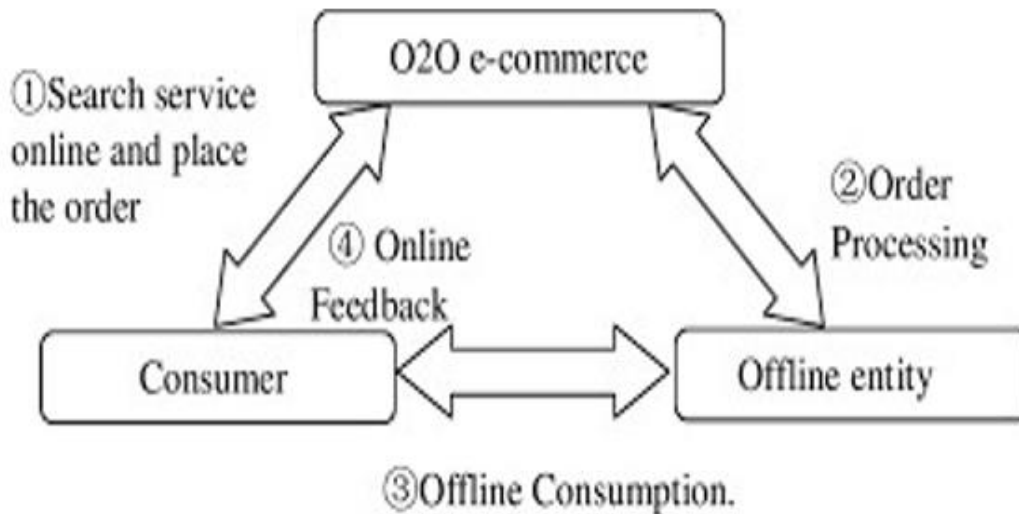 O2O e-commerce
①Search service
online and place
the order
②Order
Processing
④ Online
Feedback
Consumer
Offline entity
③Offline Consumption.